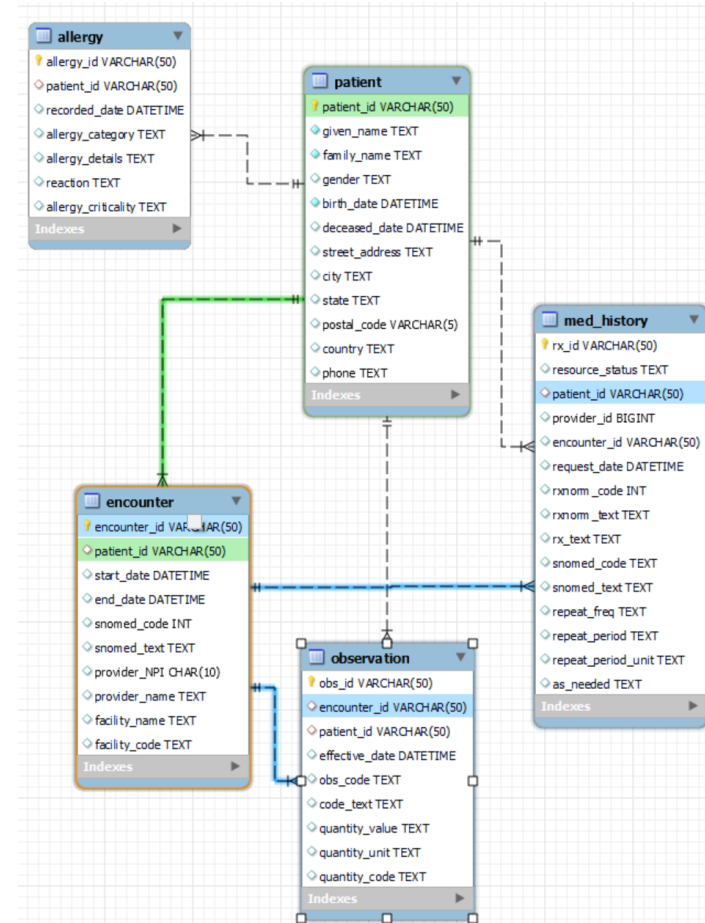 allergy
allergy_id VARCHAR(50)
patient_id VARCHAR(50)
recorded_date DATETIME
allergy_category TEXT
allergy_details TEXT
reaction TEXT
allergy_criticality TEXT
Indexes
patient
patient_id VARCHAR(50)
given_name TEXT
family_name TEXT
gender TEXT
birth_date DATETIME
deceased_date DATETIME
street_address TEXT
city TEXT
state TEXT
postal_code VARCHAR(5)
country TEXT
phone TEXT
Indexes
med_history
rx_id VARCHAR(50)
resource_status TEXT
patient_id VARCHAR(50)
provider_id BIGINT
encounter_id VARCHAR(50)
request_date DATETIME
rxnorm_code INT
rxnorm_text TEXT
rx_text TEXT
snomed_code TEXT
snomed_text TEXT
repeat_freq TEXT
repeat_period TEXT
repeat_period_unit TEXT
as_needed TEXT
Indexes
encounter
encounter_id VARCHAR(50)
patient_id VARCHAR(50)
start_date DATETIME
end_date DATETIME
snomed_code INT
snomed_text TEXT
provider_NPI CHAR(10)
provider_name TEXT
facility_name TEXT
facility_code TEXT
Indexes
observation
obs_id VARCHAR(50)
encounter_id VARCHAR(50)
patient_id VARCHAR(50)
effective_date DATETIME
obs_code TEXT
code_text TEXT
quantity_value TEXT
quantity_unit TEXT
quantity_code TEXT
Indexes